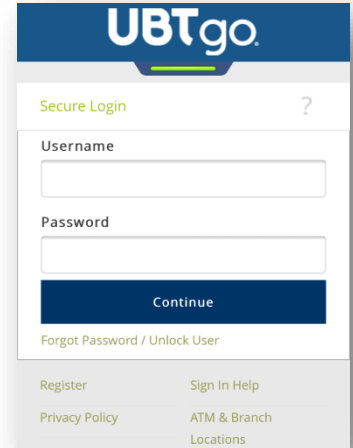 UBTgo.
Secure Login ?
Username
Password
Continue
Forgot Password / Unlock User
Register Sign In Help
Privacy Policy ATM & Branch
Locations